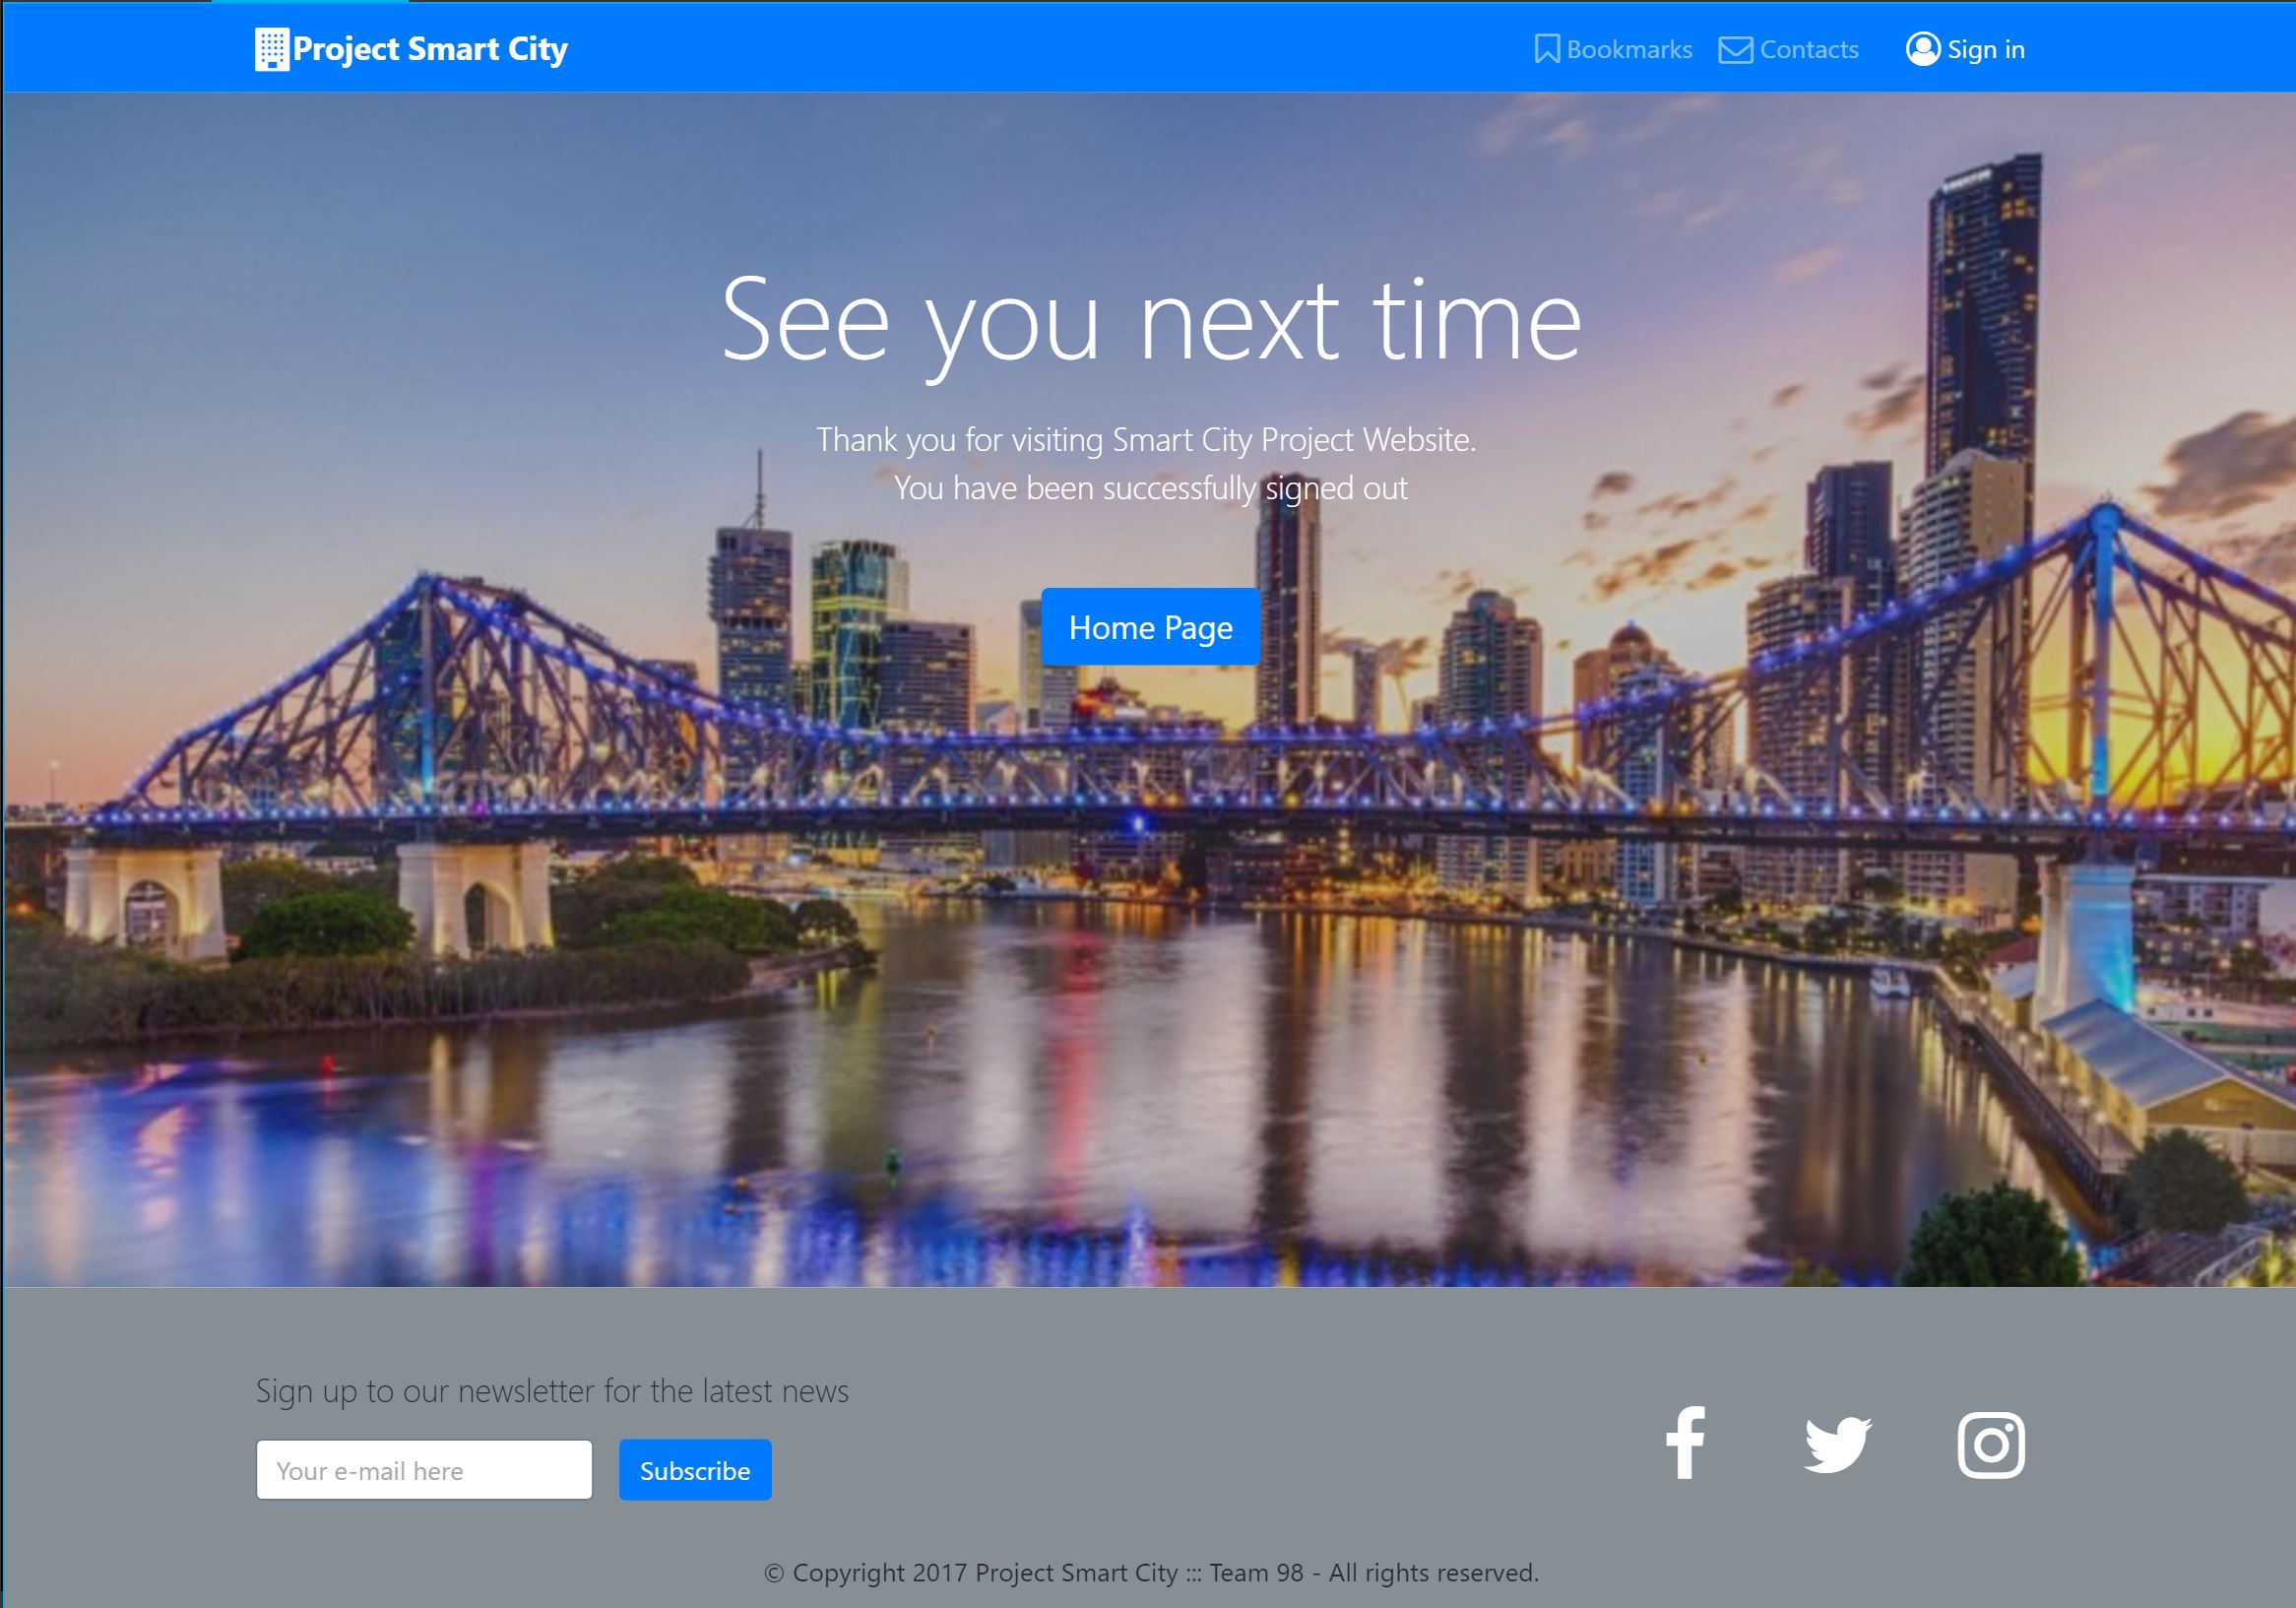 Project Smart City
Bookmarks
Contacts
Sign in
See you next time
Thank you for visiting Smart City Project Website.
You have been successfully signed out
Home Page
Sign up to our newsletter for the latest news
Your e-mail here
Subscribe
© Copyright 2017 Project Smart City ::: Team 98 - All rights reserved.